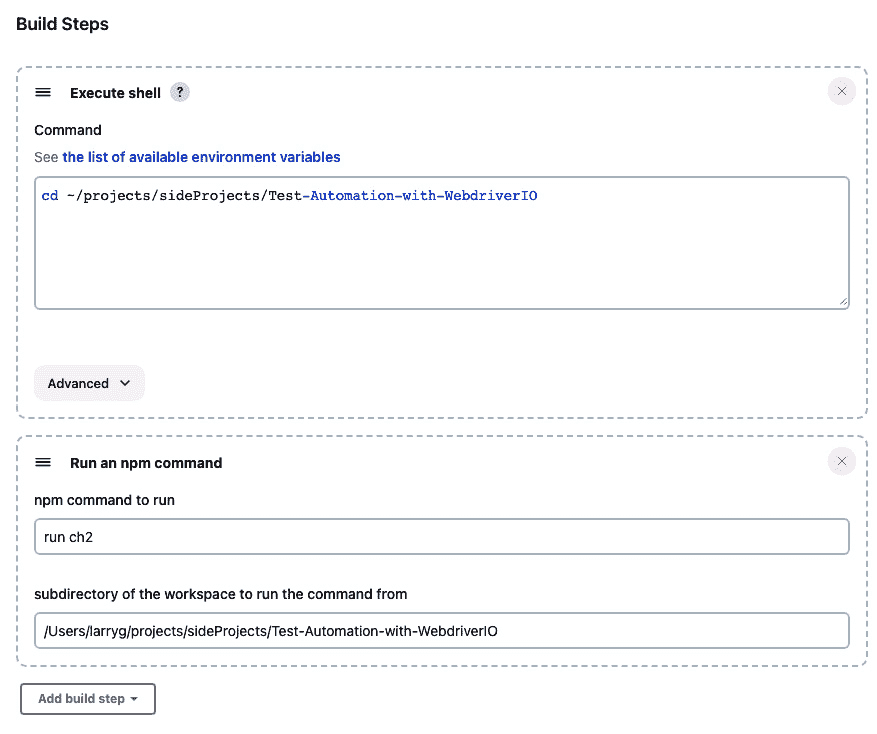 Build Steps
Execute shell ?
Command
See the list of available environment variables
cd ~/projects/sideProjects/Test-Automation-with-WebdriverIO
Advanced
Run an npm command
npm command to run
run ch2
subdirectory of the workspace to run the command from
/Users/larryg/projects/sideProjects/Test-Automation-with-WebdriverIO
Add build step